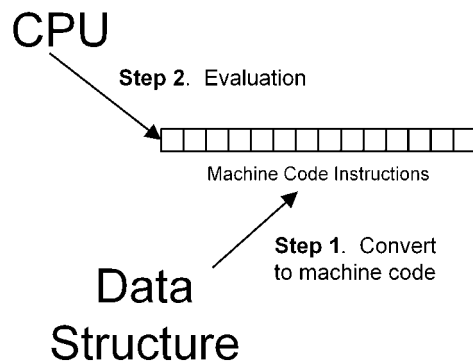 CPU
Step 2.  Evaluation
Machine Code Instructions
Step 1.  Convert
to machine code
Data
Structure